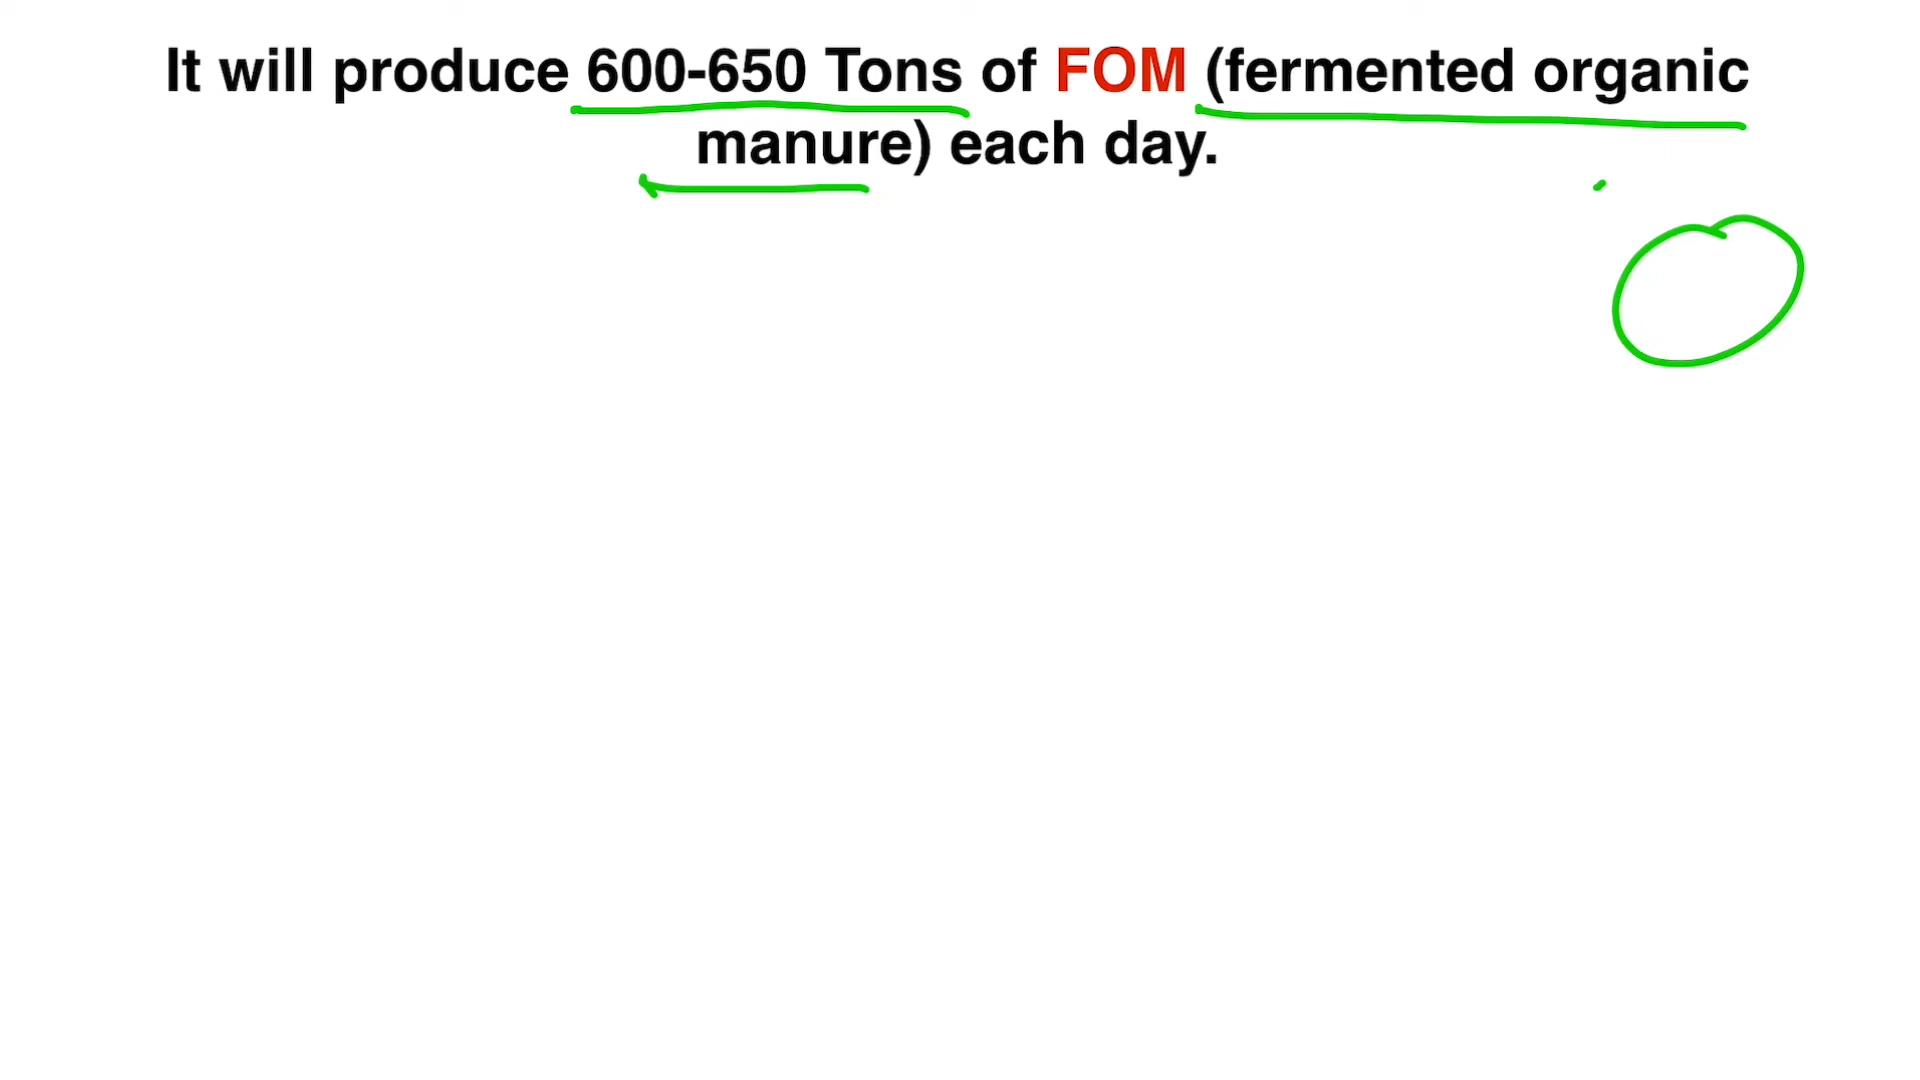 It will produce 600-650 Tons of FOM (fermented organic
manure) each day.